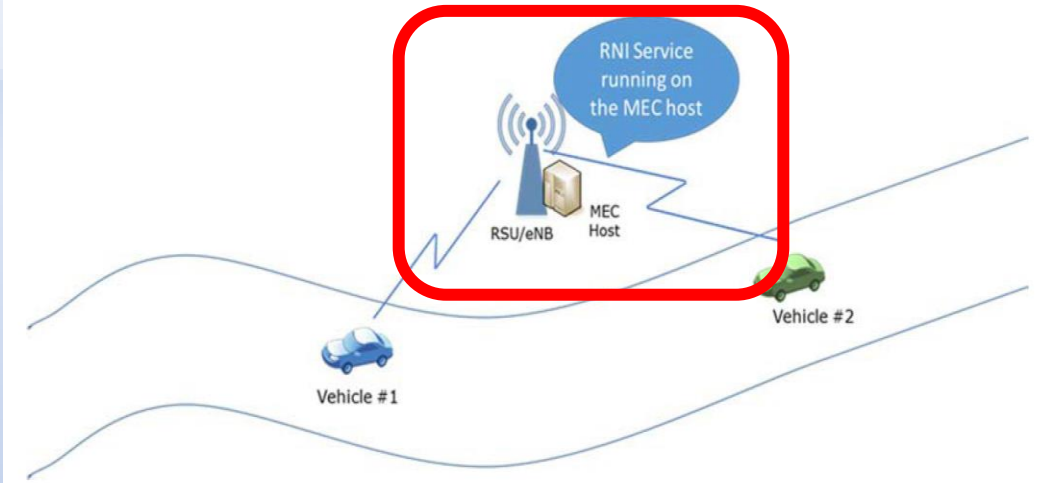 RNI Service
running on
the MEC host
RSU/eNB
MEC
Host
Vehicle #1
Vehicle #2